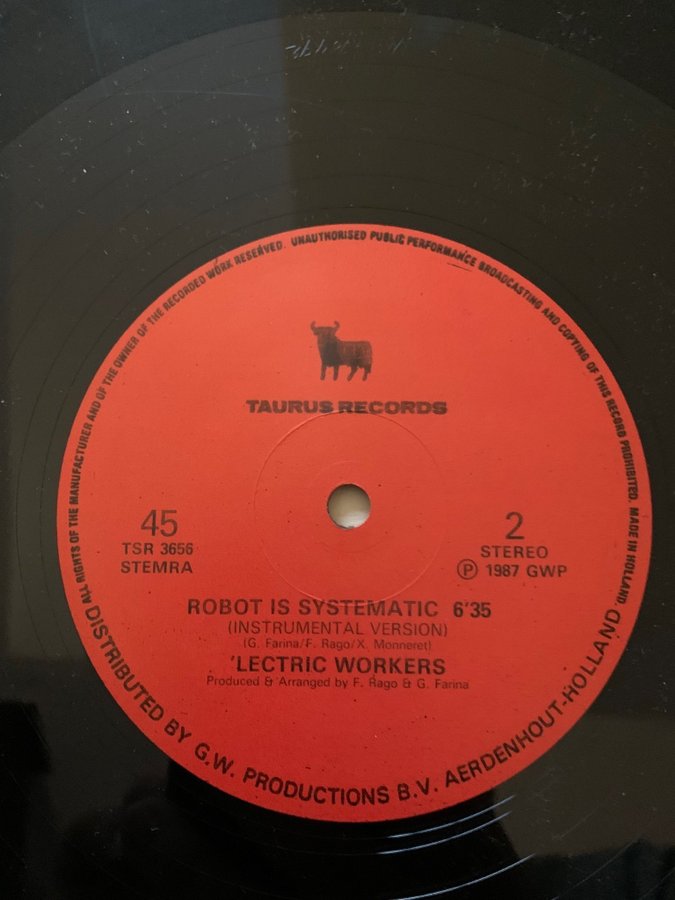 ALL RIGHTS OF THE MANUFACTURER AND OF THE OWNER OF THE RECORDED WORK RESERVED. UNAUTHORISED PUBLIC PERFORMANCE BROADCASTING AND COPYING OF THIS RECORD PROHIBITED. MADE IN HOLLAND.
TAURUS RECORDS
45
TSR 3656
STEMRA
2
STEREO
Ⓟ 1987 GWP
ROBOT IS SYSTEMATIC 6'35
(INSTRUMENTAL VERSION)
(G. Farina/F. Rago/X. Monneret)
'LECTRIC WORKERS
Produced & Arranged by F. Rago & G. Farina
DISTRIBUTED BY G.W. PRODUCTIONS B.V. AERDENHOUT-HOLLAND